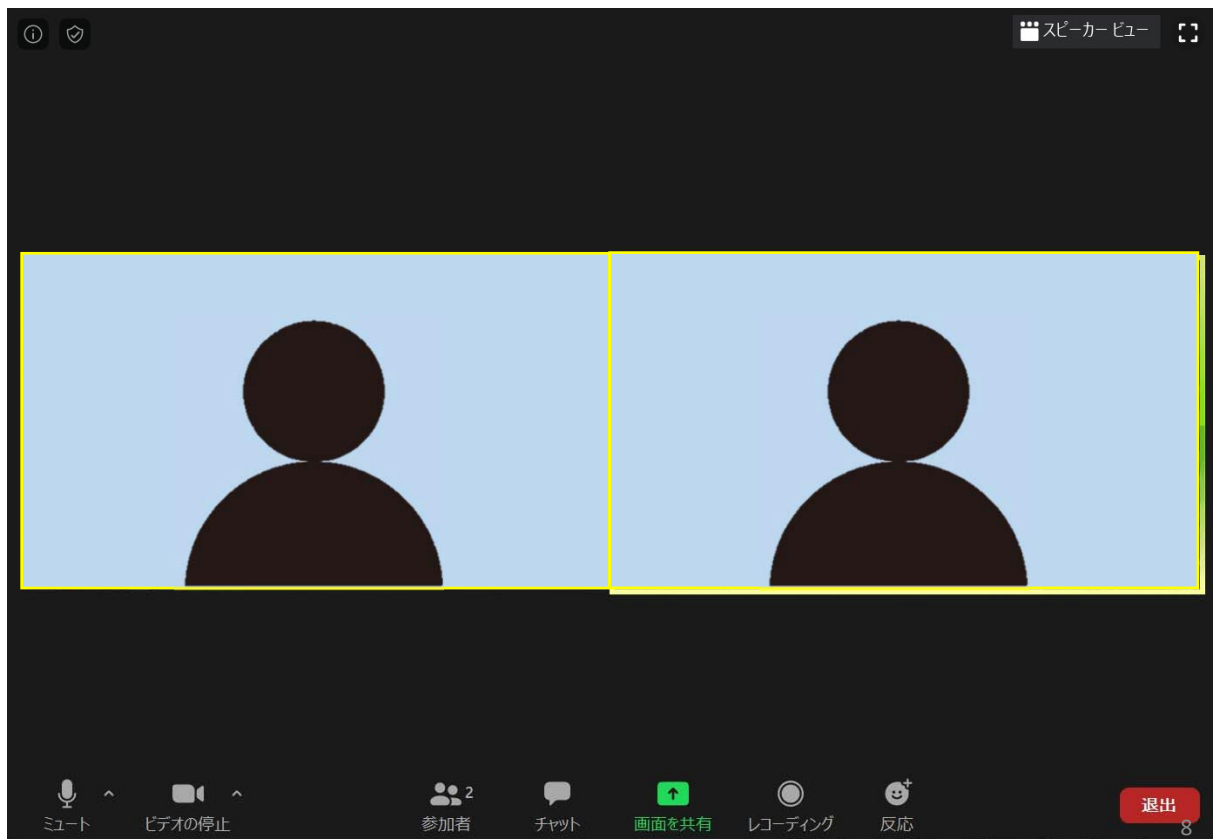 スピーカー ビュー
2
ミュート
ビデオの停止
参加者
チャット
画面を共有
レコーディング
反応
退出
8